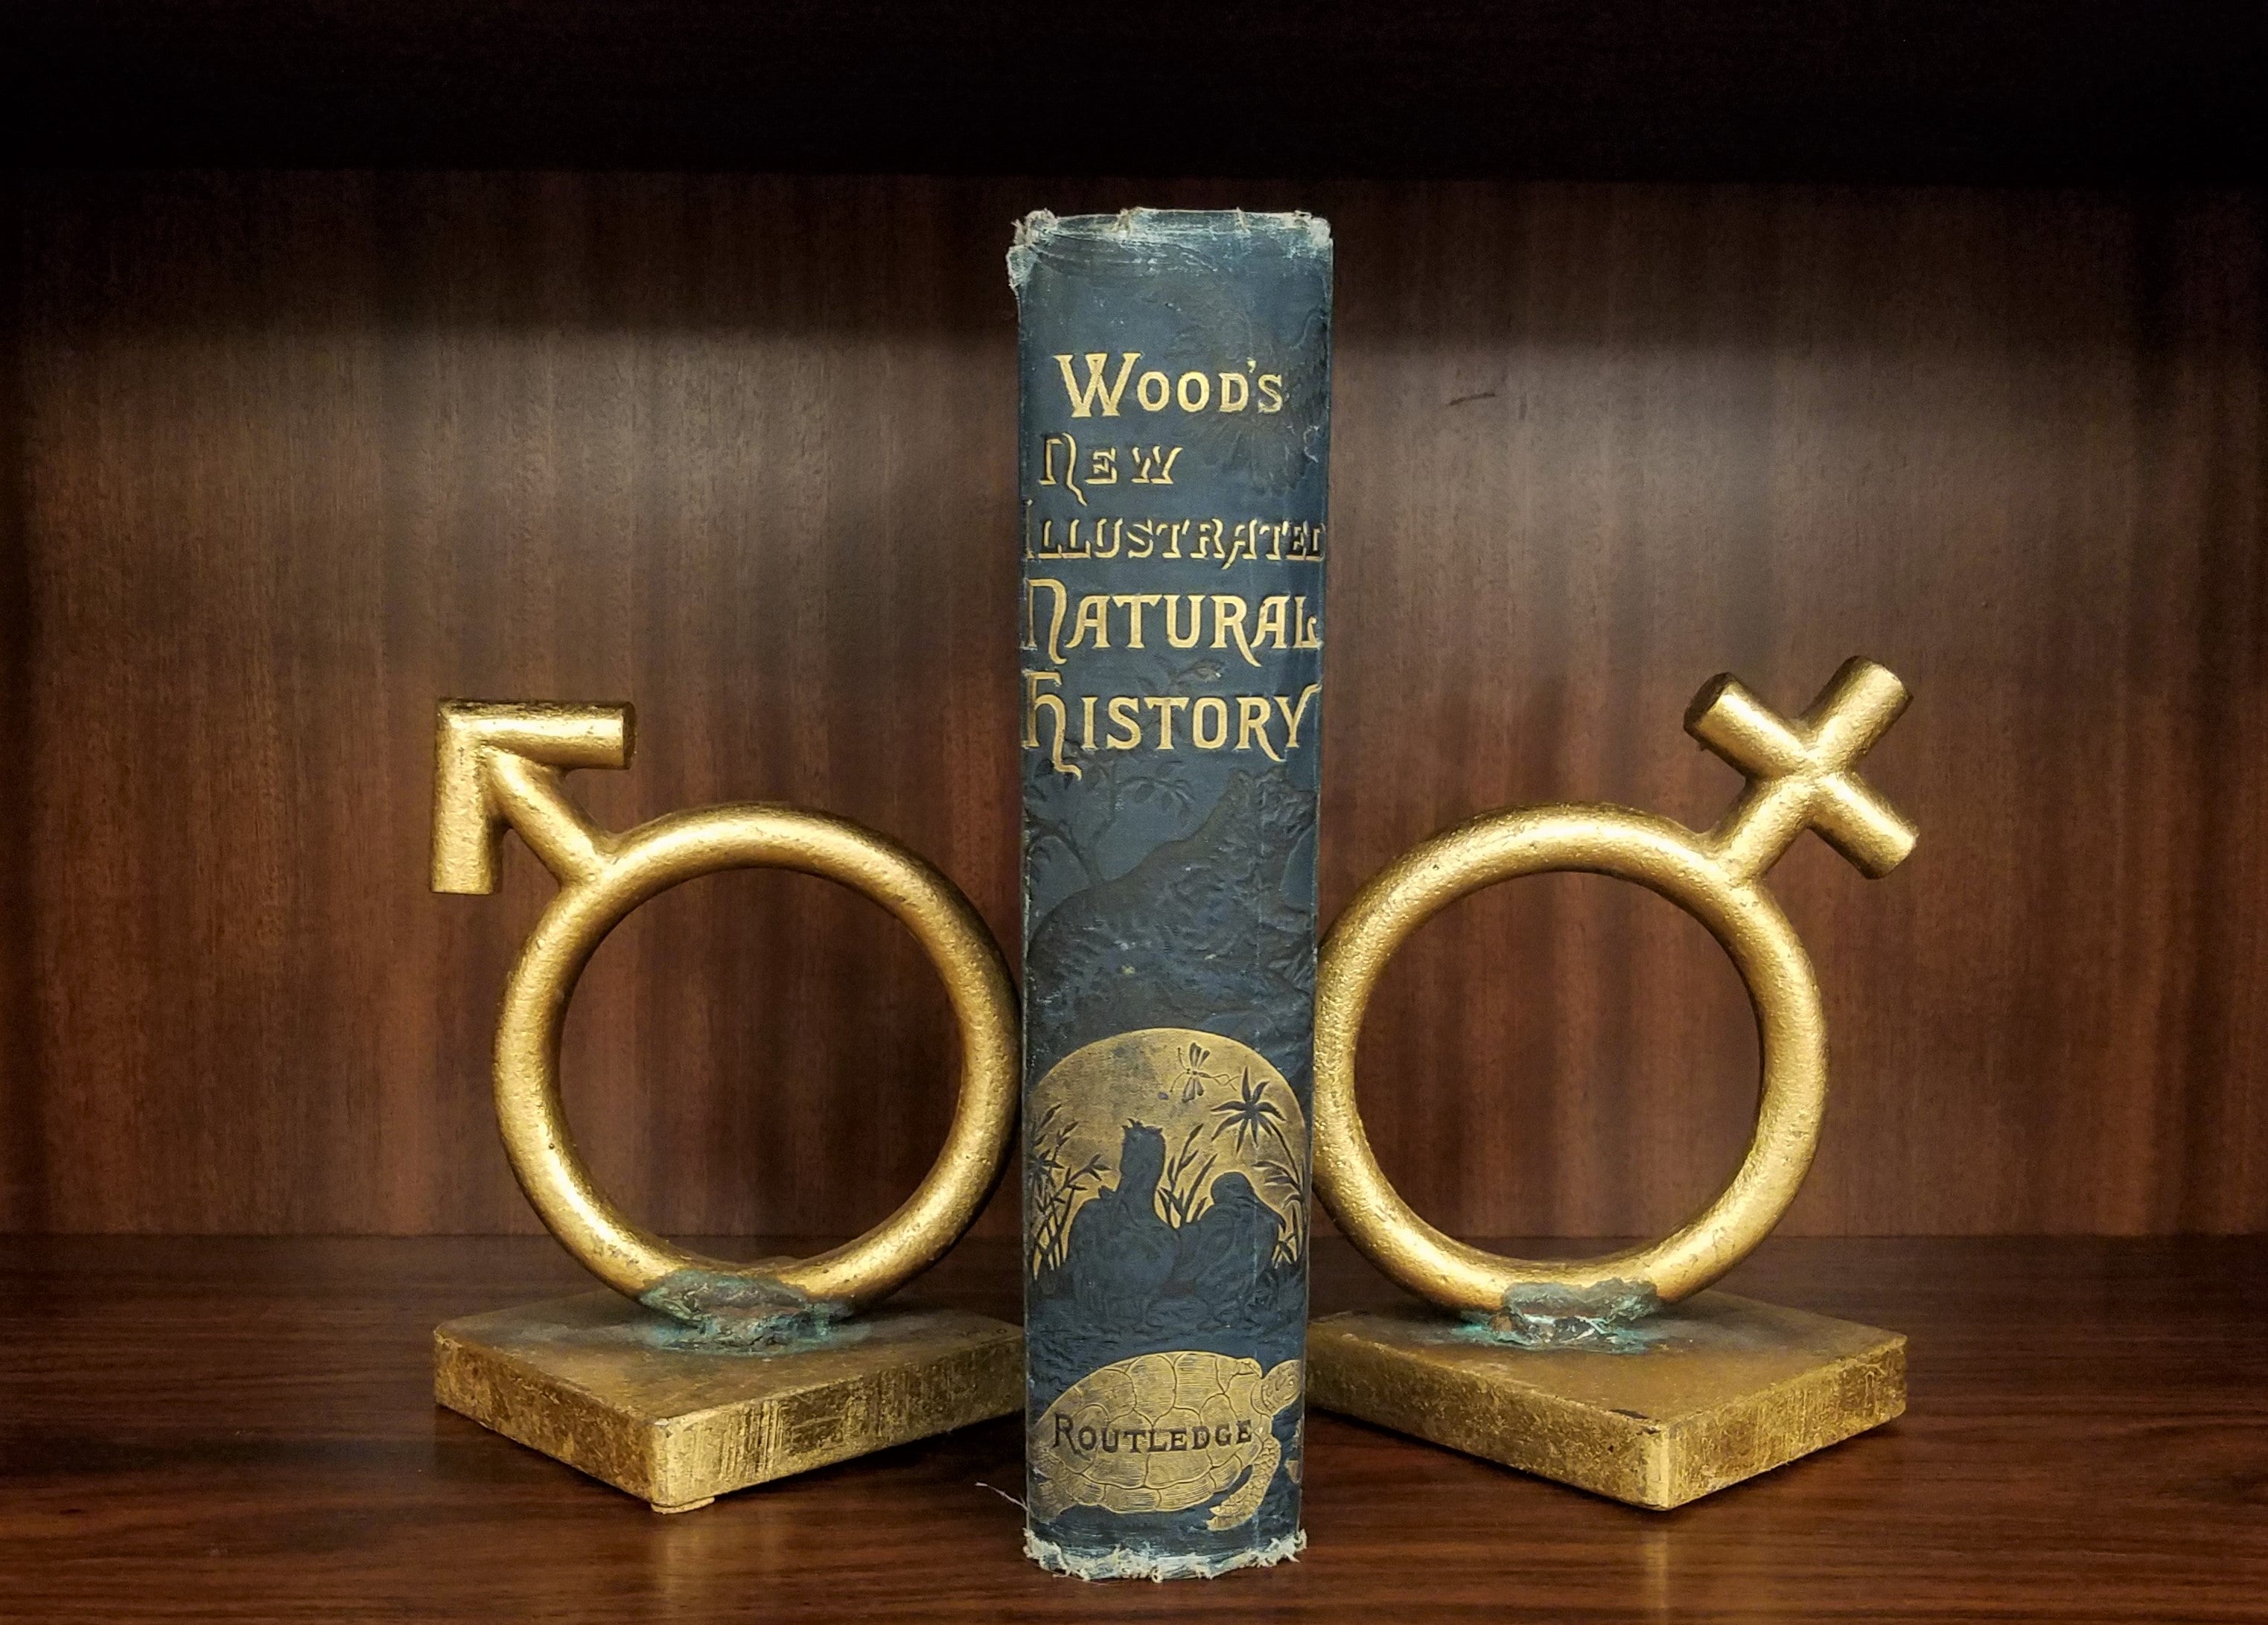 WOOD'S
NEW
ILLUSTRATED
NATURAL
HISTORY
ROUTLEDGE